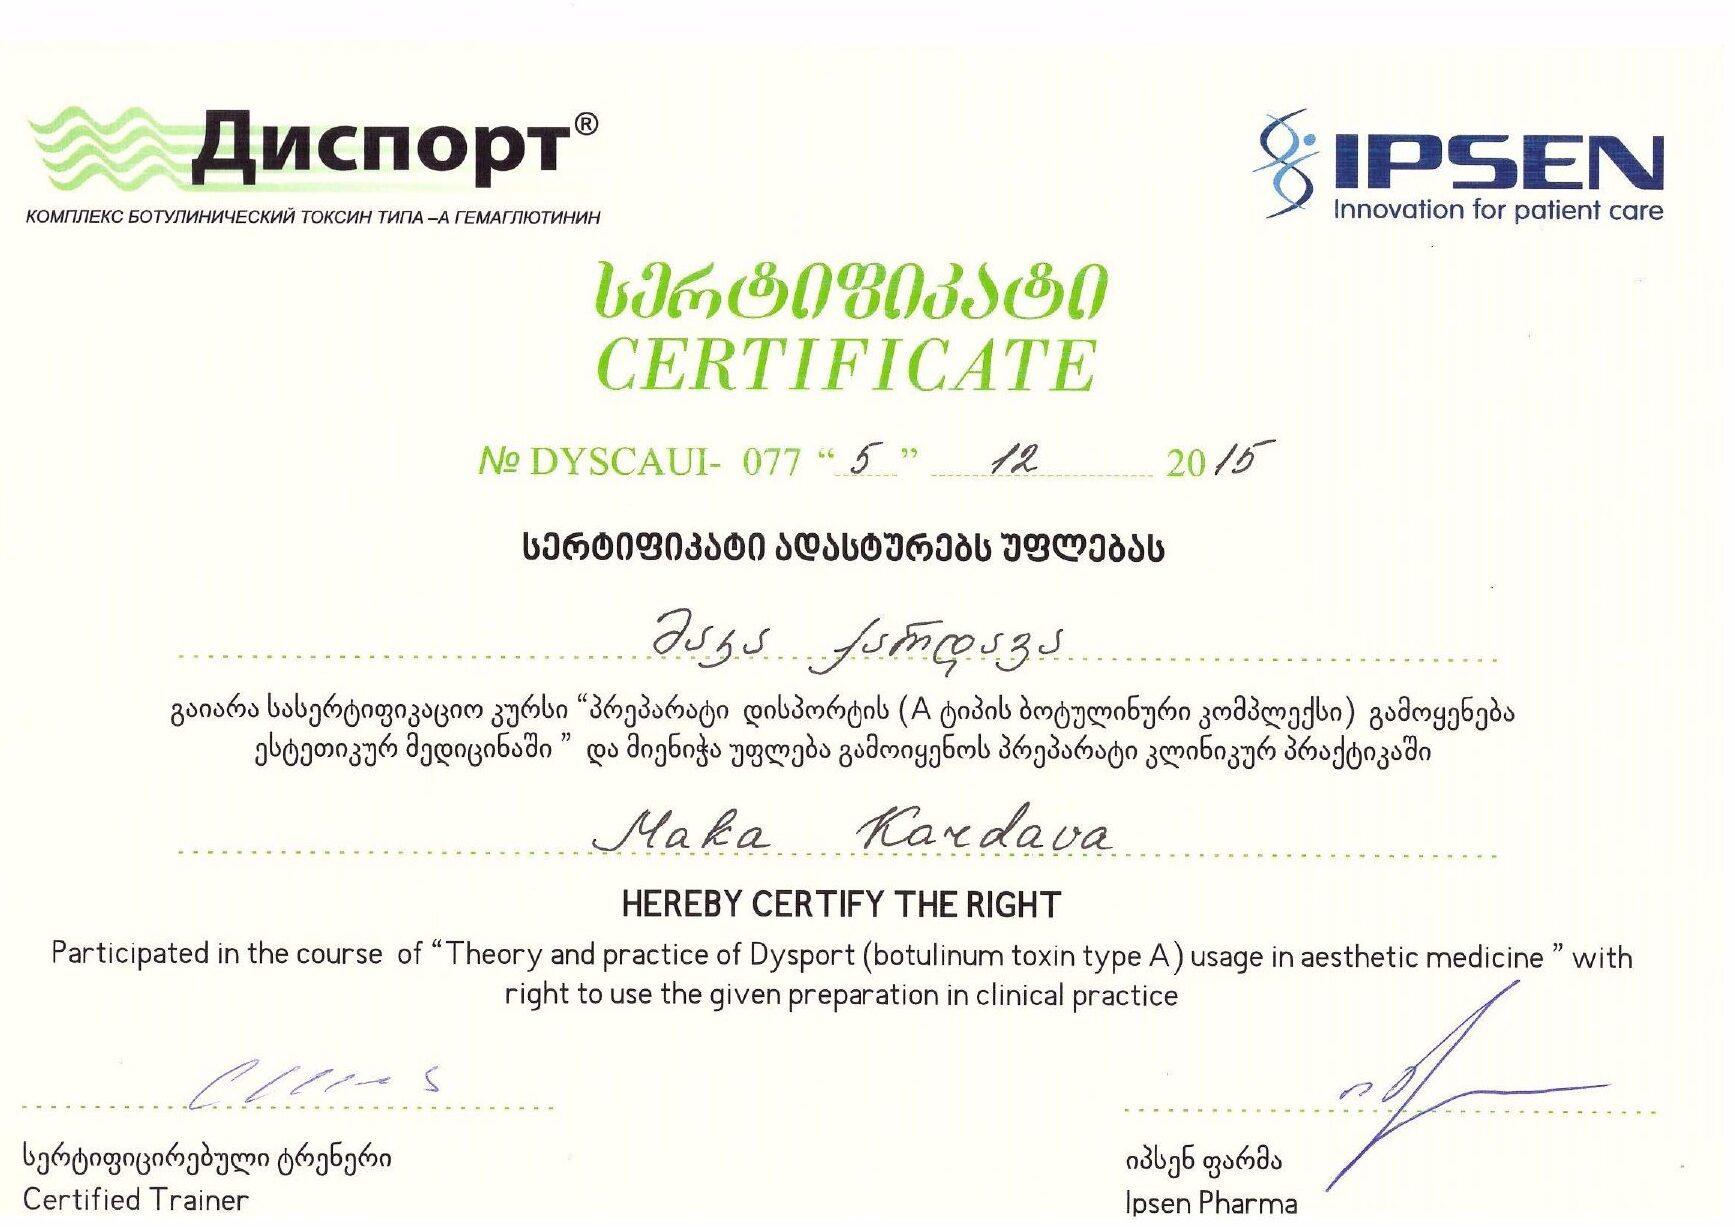 Диспорт®
КОМПЛЕКС БОТУЛИНИЧЕСКИЙ ТОКСИН ТИПА –А ГЕМАГЛЮТИНИН
IPSEN
Innovation for patient care
სერტიფიკატი
CERTIFICATE
№ DYSCAUI- 077 “ 5 ” 12 2015
სერტიფიკატი ადასტურებს უფლებას
მაკა ქარდავა
გაიარა სასერტიფიკაციო კურსი “პრეპარატი დისპორტის (A ტიპის ბოტულინური კომპლექსი) გამოყენება
ესტეთიკურ მედიცინაში ” და მიენიჭა უფლება გამოიყენოს პრეპარატი კლინიკურ პრაქტიკაში
Maka Kardava
HEREBY CERTIFY THE RIGHT
Participated in the course of “Theory and practice of Dysport (botulinum toxin type A) usage in aesthetic medicine ” with
right to use the given preparation in clinical practice
სერტიფიცირებული ტრენერი
Certified Trainer
იპსენ ფარმა
Ipsen Pharma